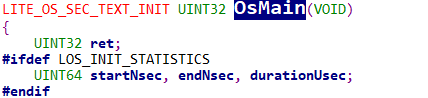 LITE_OS_SEC_TEXT_INIT UINT32 OsMain(VOID)
{
    UINT32 ret;
#ifdef LOS_INIT_STATISTICS
    UINT64 startNsec, endNsec, durationUsec;
#endif